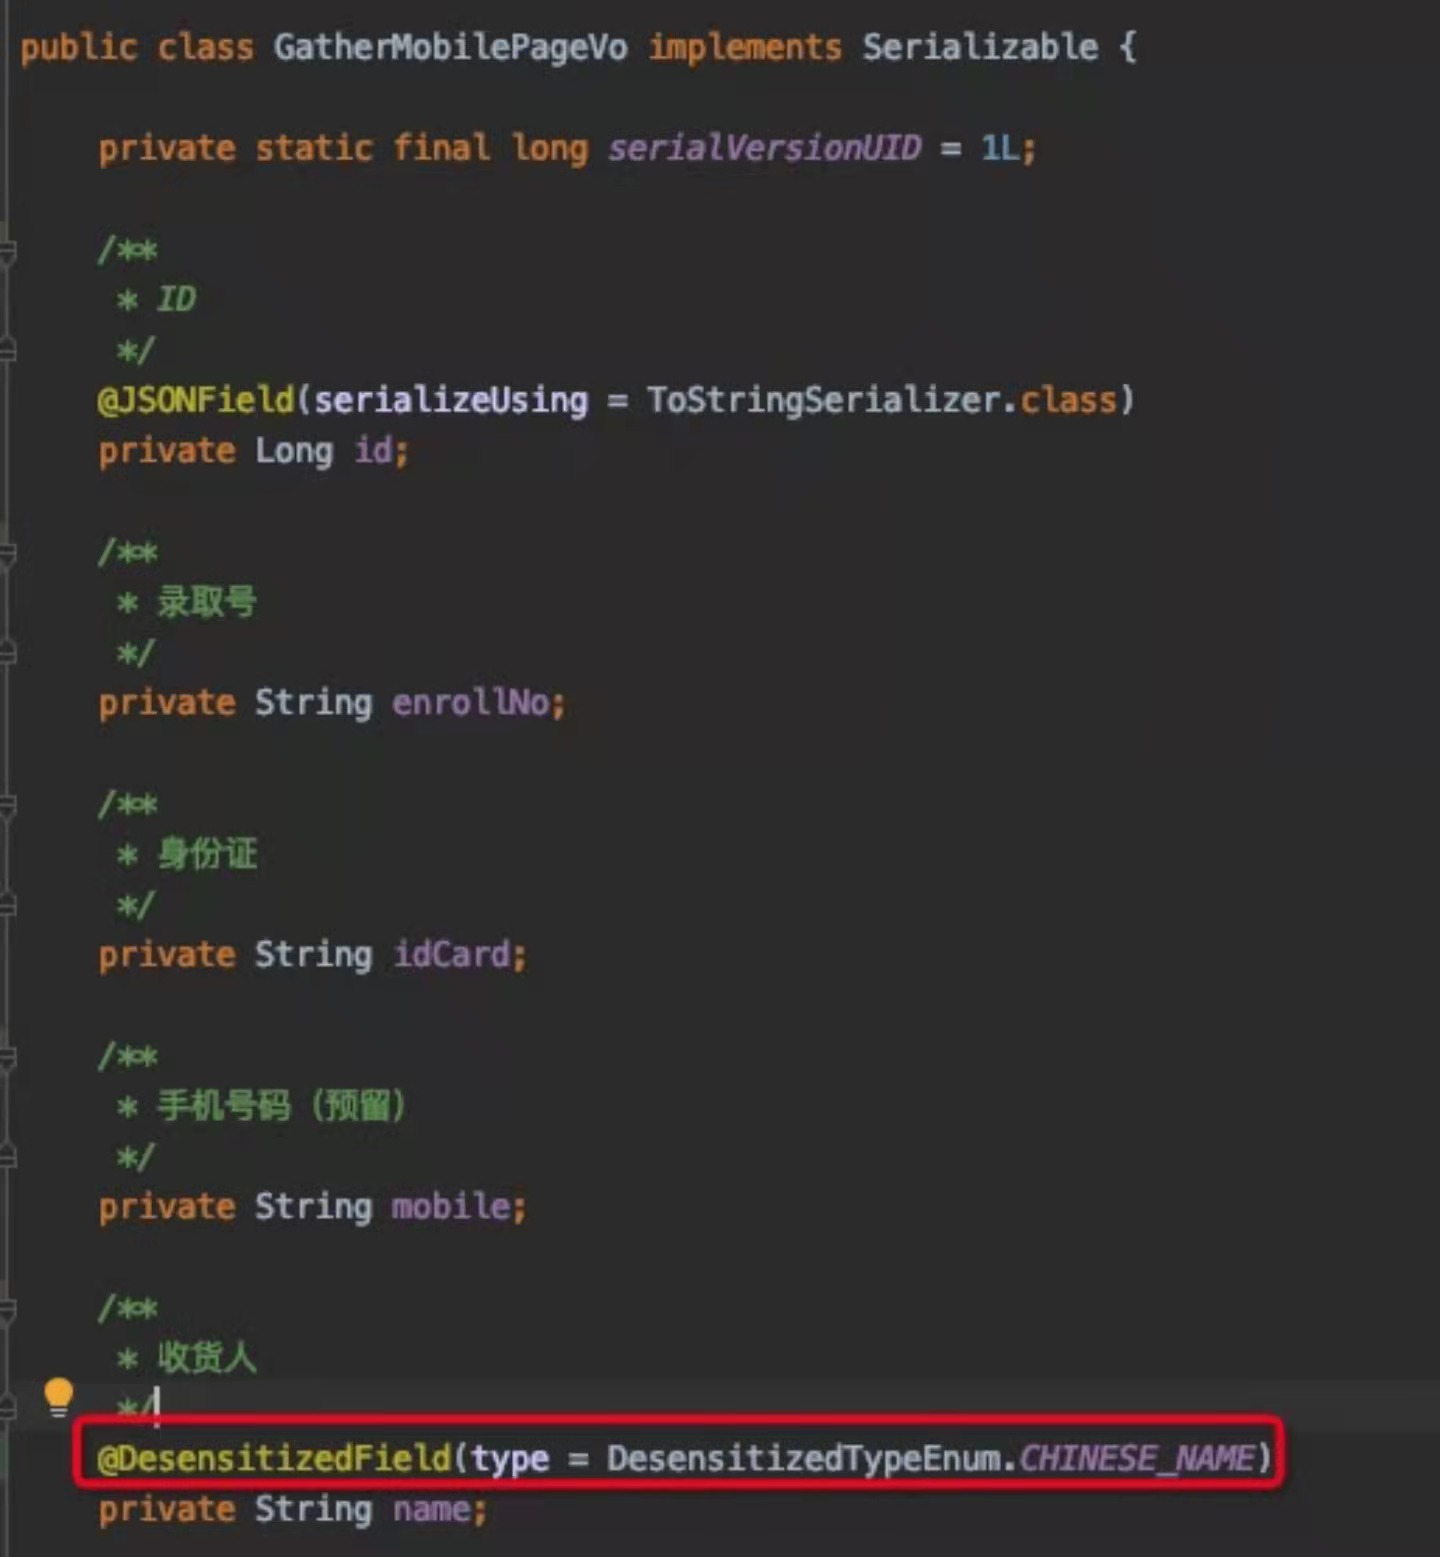 public class GatherMobilePageVo implements Serializable {
private static final long serialVersionUID = 1L;
/**
* ID
*/
@JSONField(serializeUsing = ToStringSerializer.class)
private Long id;
/**
* 录取号
*/
private String enrollNo;
/**
* 身份证
*/
private String idCard;
/**
* 手机号码（预留）
*/
private String mobile;
/**
* 收货人
*/
@DesensitizedField(type = DesensitizedTypeEnum.CHINESE_NAME)
private String name;